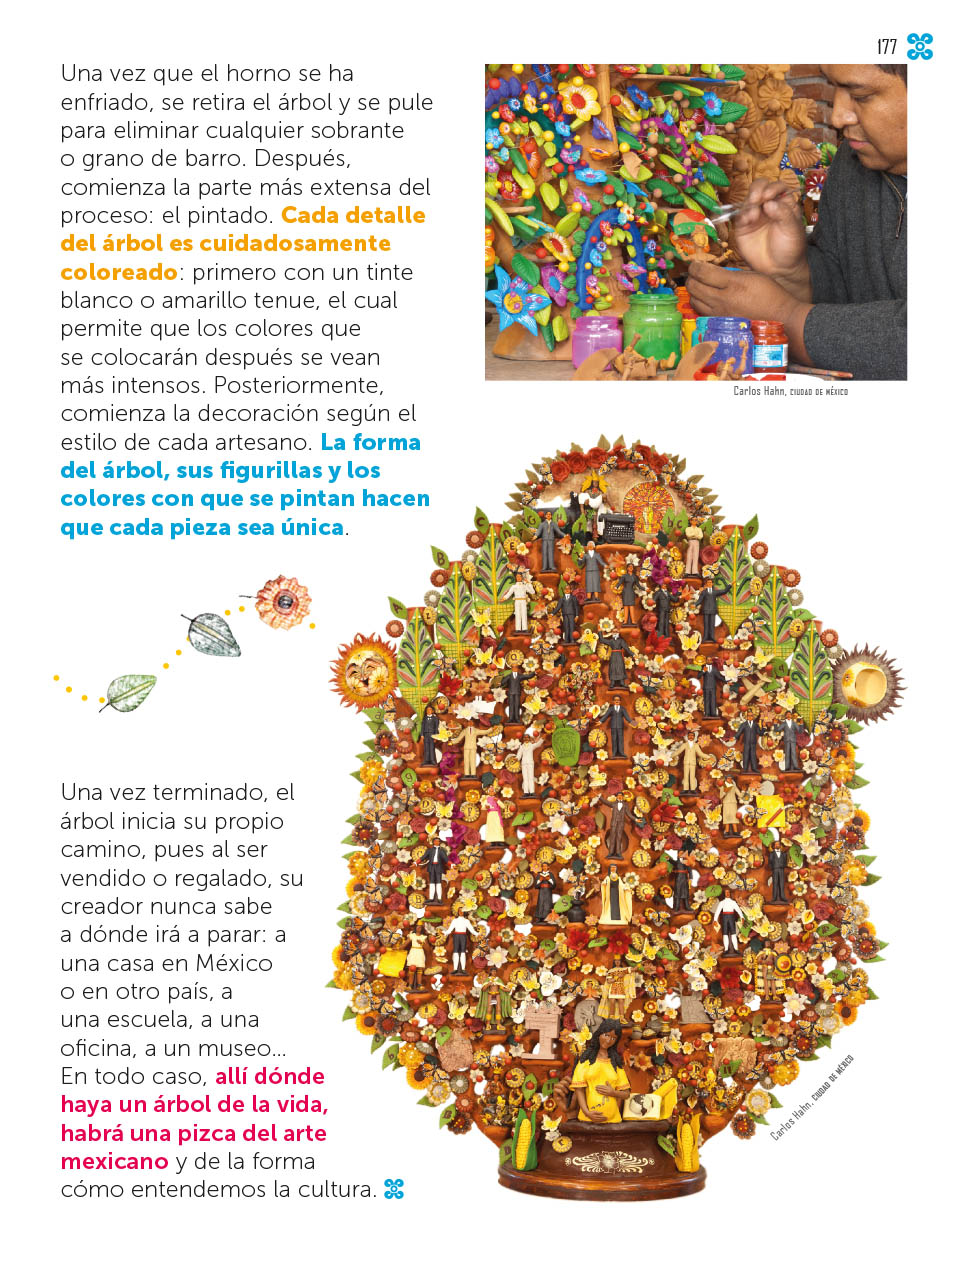 177
Una vez que el horno se ha
enfriado, se retira el árbol y se pule
para eliminar cualquier sobrante
o grano de barro. Después,
comienza la parte más extensa del
proceso: el pintado. Cada detalle
del árbol es cuidadosamente
coloreado: primero con un tinte
blanco o amarillo tenue, el cual
permite que los colores que
se colocarán después se vean
más intensos. Posteriormente,
comienza la decoración según el
estilo de cada artesano. La forma
del árbol, sus figurillas y los
colores con que se pintan hacen
que cada pieza sea única.
Carlos Hahn, CIUDAD DE MÉXICO
Una vez terminado, el
árbol inicia su propio
camino, pues al ser
vendido o regalado, su
creador nunca sabe
a dónde irá a parar: a
una casa en México
o en otro país, a
una escuela, a una
oficina, a un museo...
En todo caso, allí dónde
haya un árbol de la vida,
habrá una pizca del arte
mexicano y de la forma
cómo entendemos la cultura.
Carlos Hahn, CIUDAD DE MÉXICO